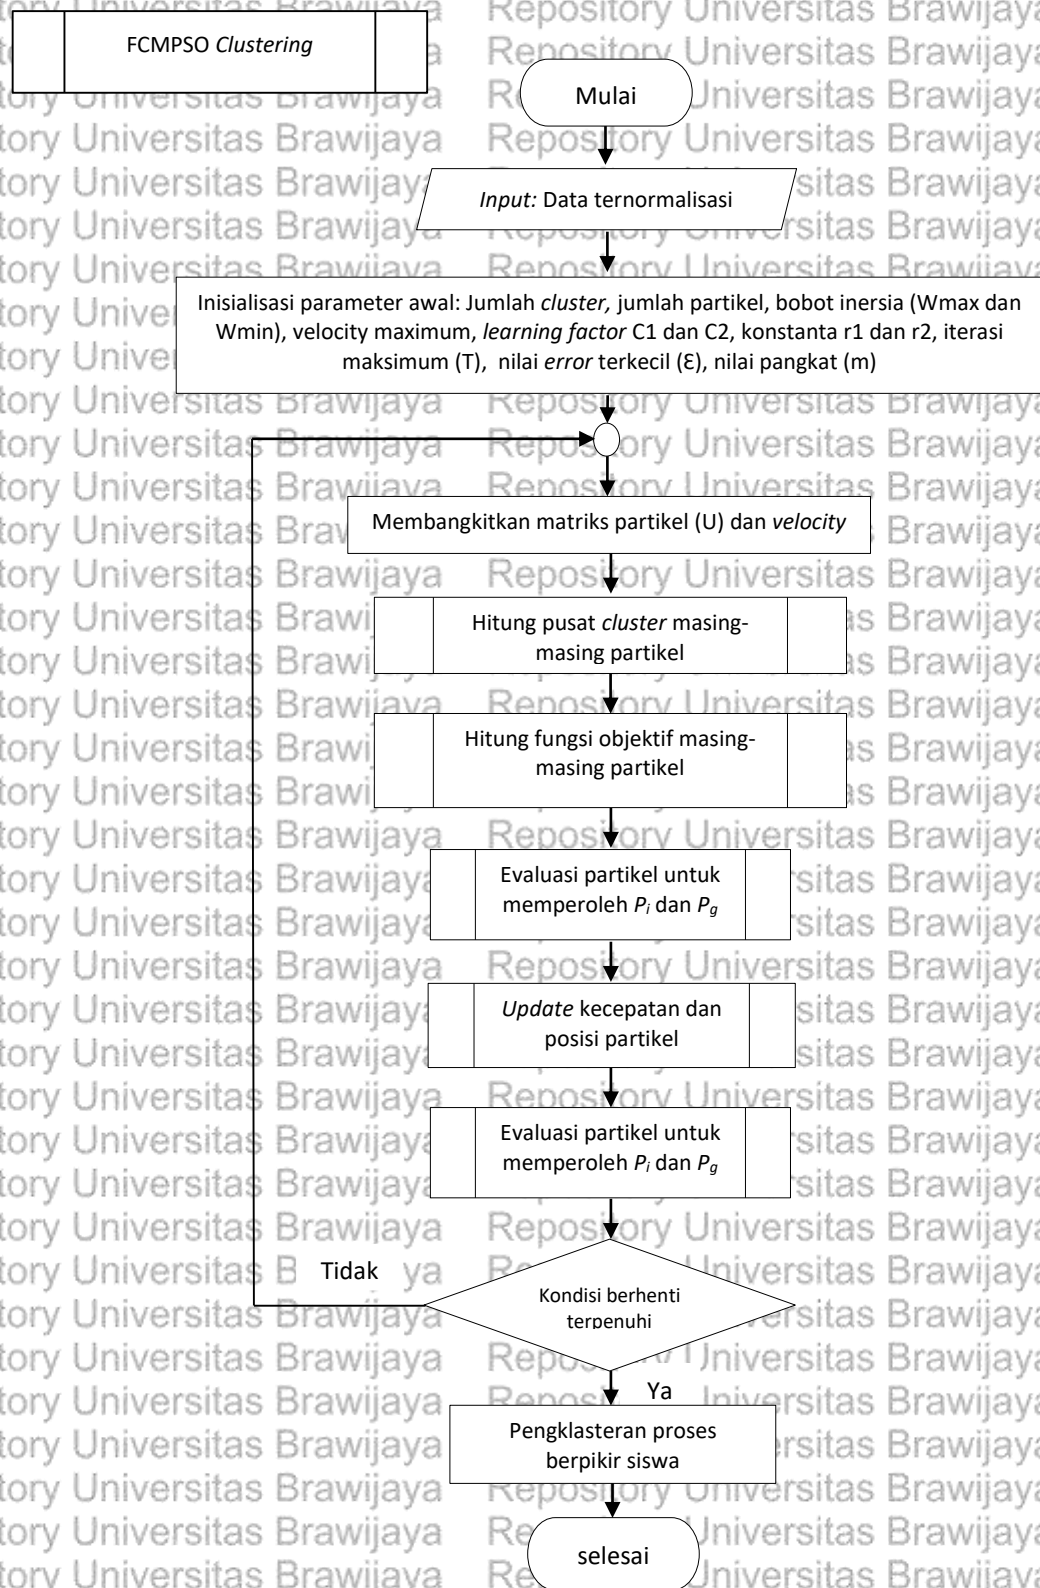 FCMPSO Clustering
Mulai
Input: Data ternormalisasi
Inisialisasi parameter awal: Jumlah cluster, jumlah partikel, bobot inersia (Wmax dan
Wmin), velocity maximum, learning factor C1 dan C2, konstanta r1 dan r2, iterasi
maksimum (T), nilai error terkecil (Ɛ), nilai pangkat (m)
Membangkitkan matriks partikel (U) dan velocity
Hitung pusat cluster masing-
masing partikel
Hitung fungsi objektif masing-
masing partikel
Evaluasi partikel untuk
memperoleh Pi dan Pg
Update kecepatan dan
posisi partikel
Evaluasi partikel untuk
memperoleh Pi dan Pg
Tidak
Kondisi berhenti
terpenuhi
Ya
Pengklasteran proses
berpikir siswa
selesai
Repository Universitas Brawijaya